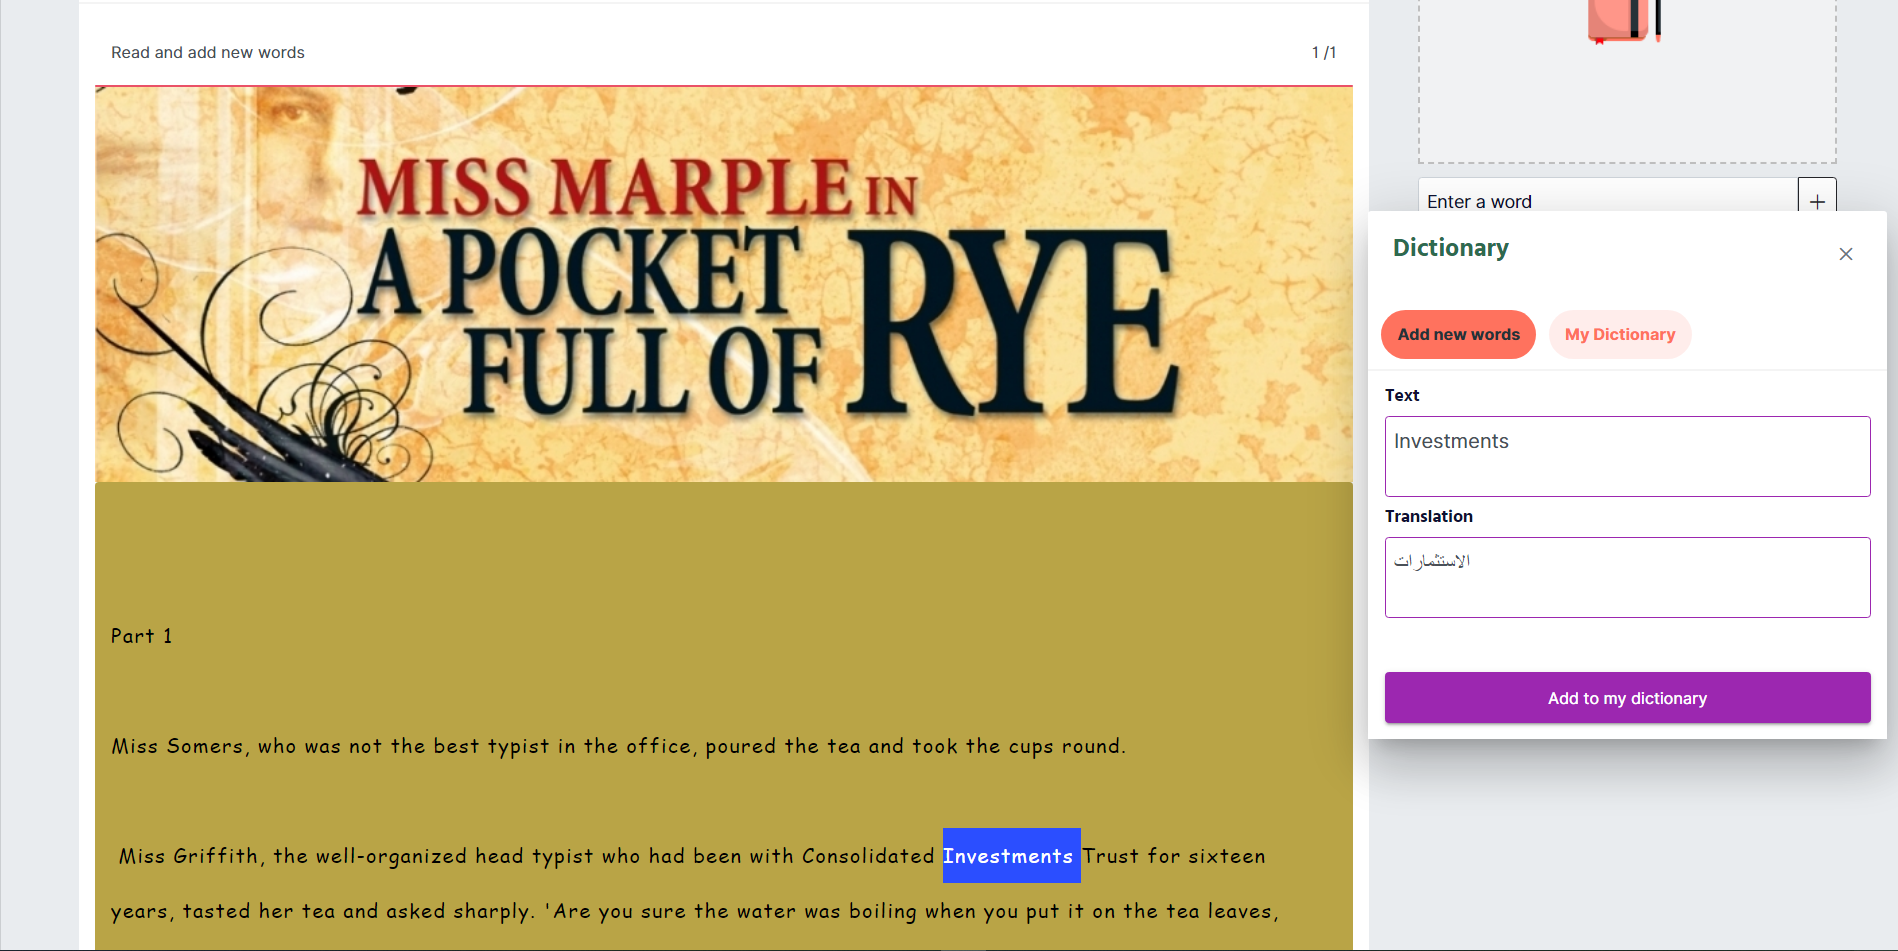 Read and add new words
1 /1
MISS MARPLE IN
A POCKET
FULL OF RYE
Part 1
Miss Somers, who was not the best typist in the office, poured the tea and took the cups round.
Miss Griffith, the well-organized head typist who had been with Consolidated Investments Trust for sixteen
years, tasted her tea and asked sharply. 'Are you sure the water was boiling when you put it on the tea leaves,
Enter a word
+
Dictionary
Add new words
My Dictionary
Text
Investments
Translation
الاستثمارات
Add to my dictionary